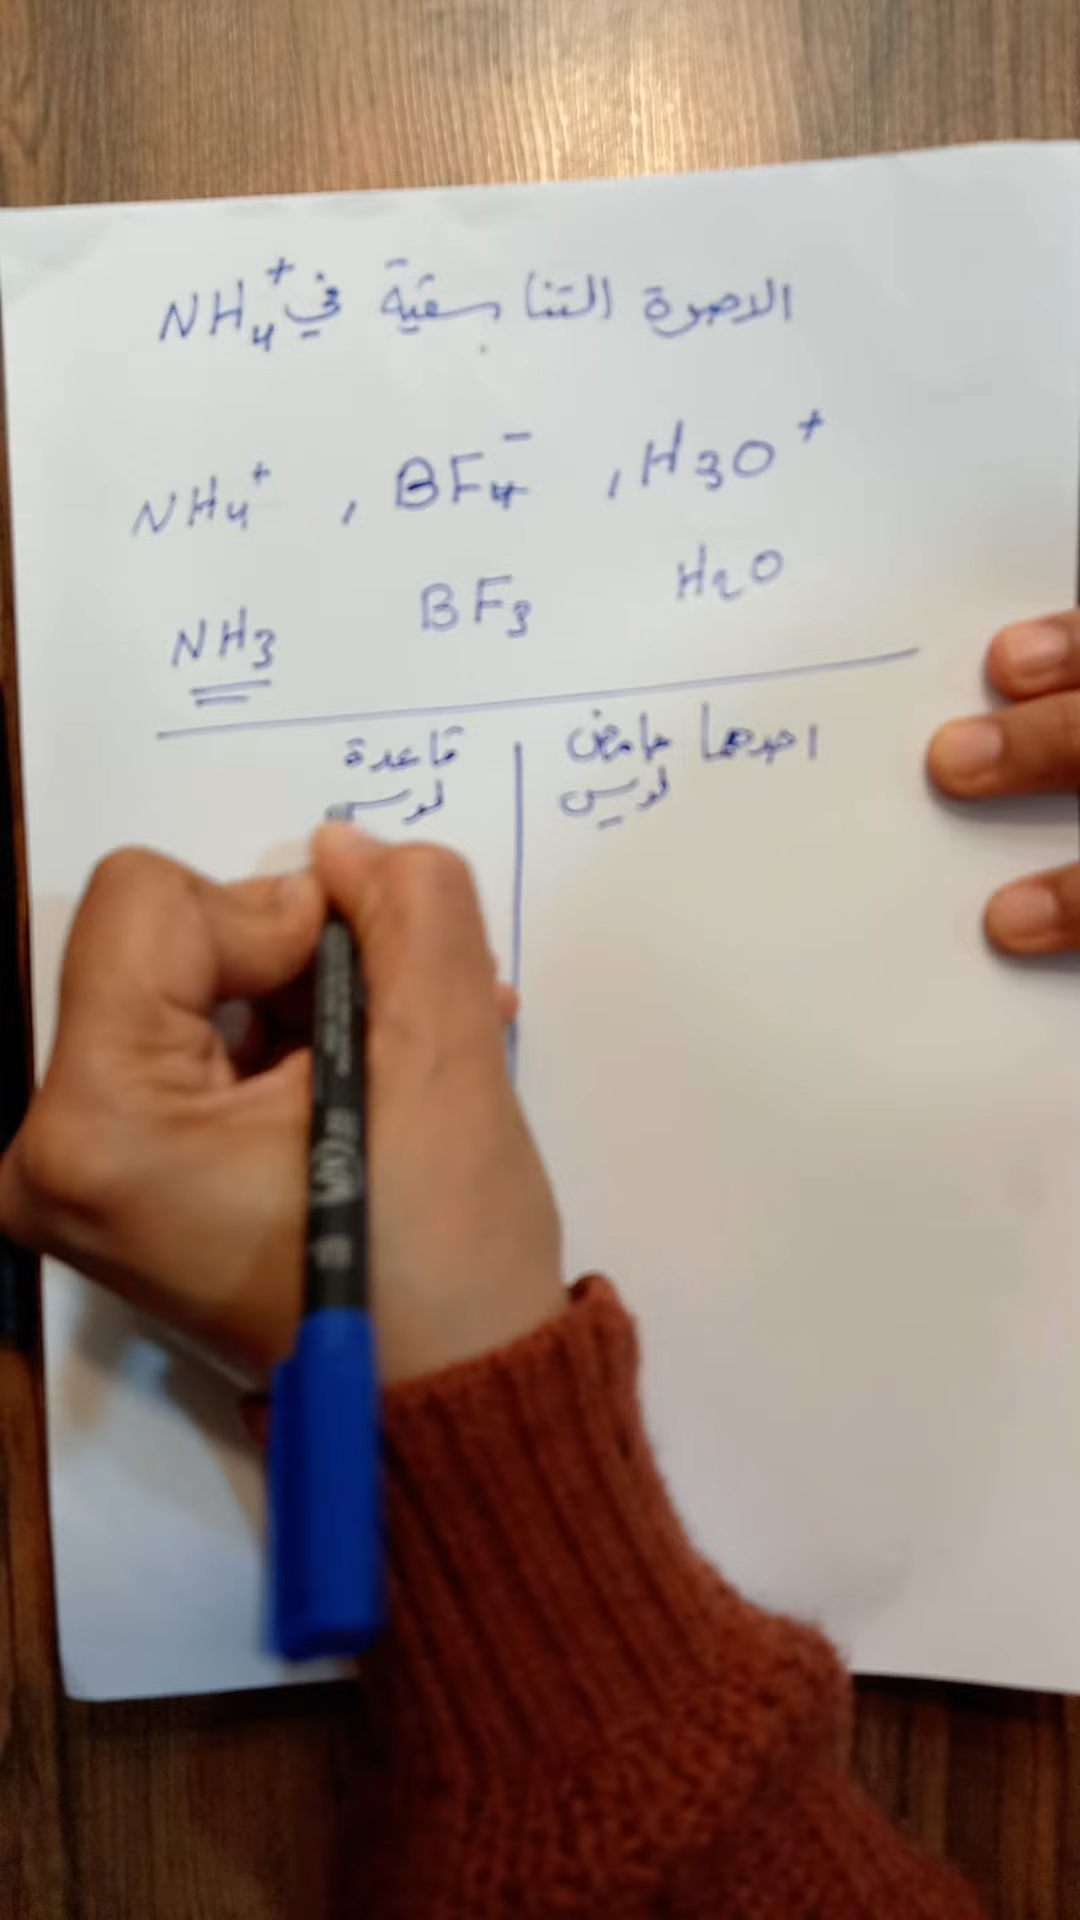 الاصرة التناسقية في NH4+
NH4+ , BF4- , H3O+
NH3 BF3 H2O
احدهما حامض
لويس
قاعدة
لويس